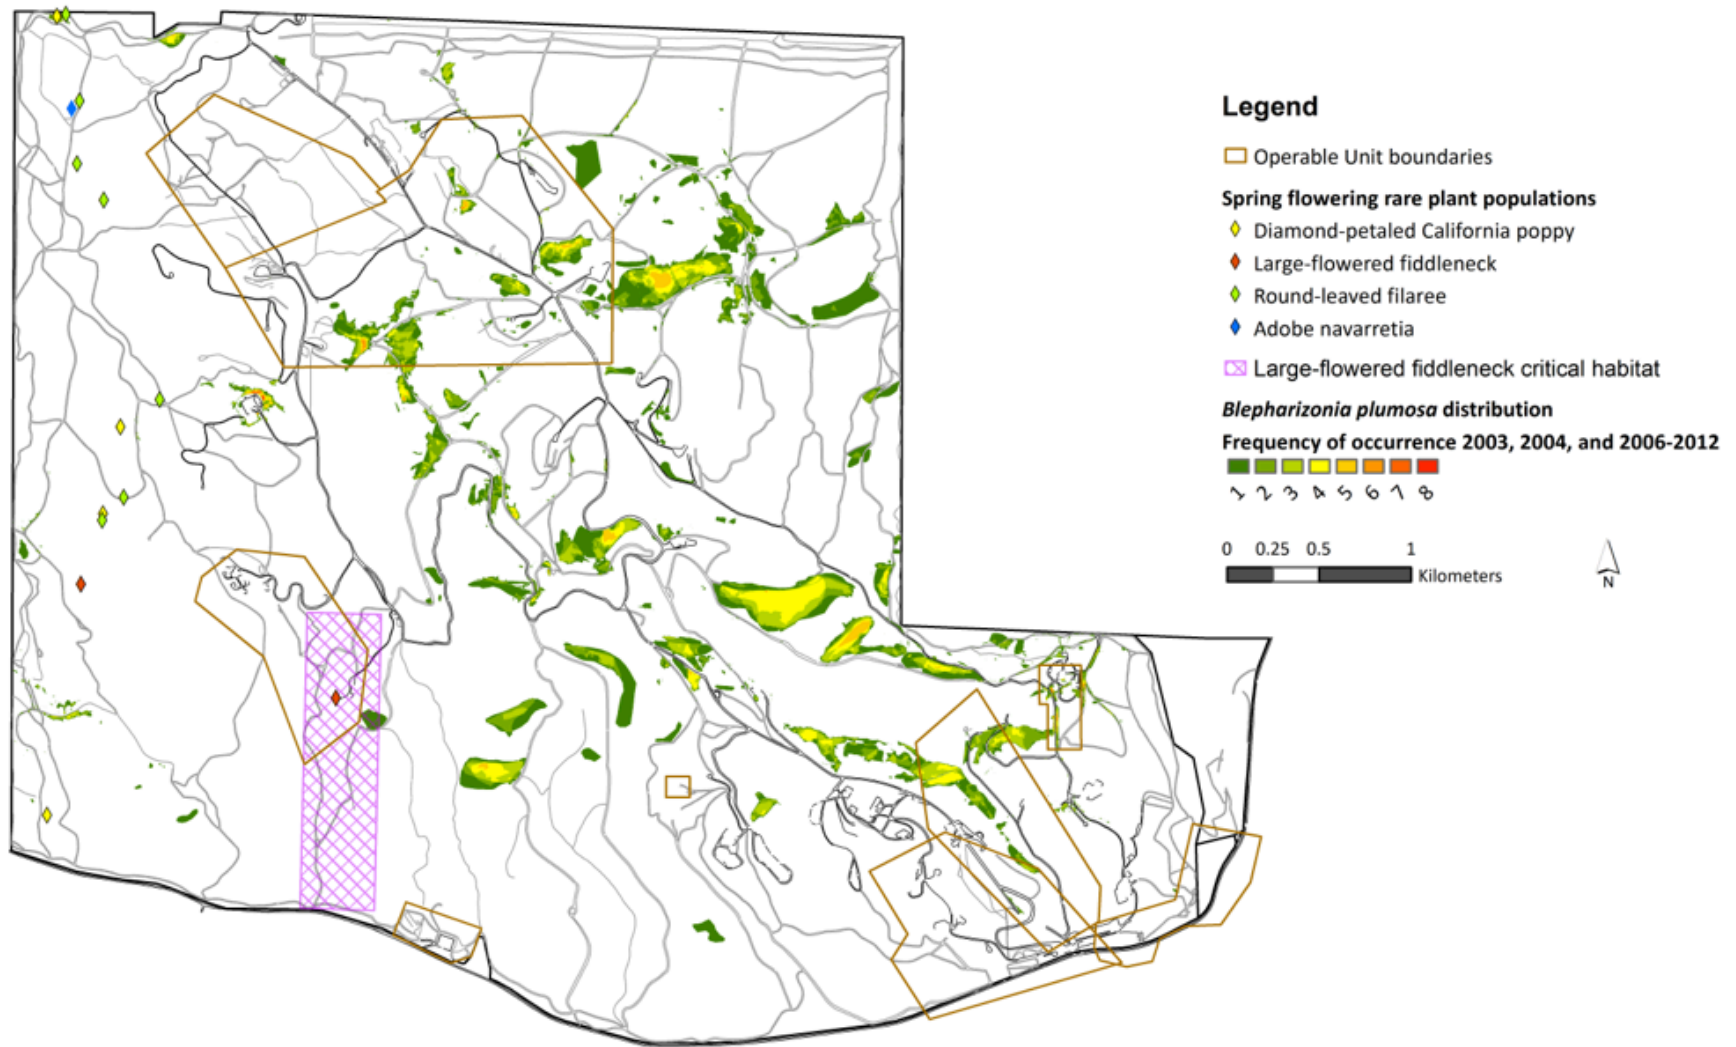 Legend
Operable Unit boundaries
Spring flowering rare plant populations
Diamond-petaled California poppy
Large-flowered fiddleneck
Round-leaved filaree
Adobe navarretia
Large-flowered fiddleneck critical habitat
Blepharizonia plumosa distribution
Frequency of occurrence 2003, 2004, and 2006-2012
1 2 3 4 5 6 7 8
0 0.25 0.5 1
Kilometers
N